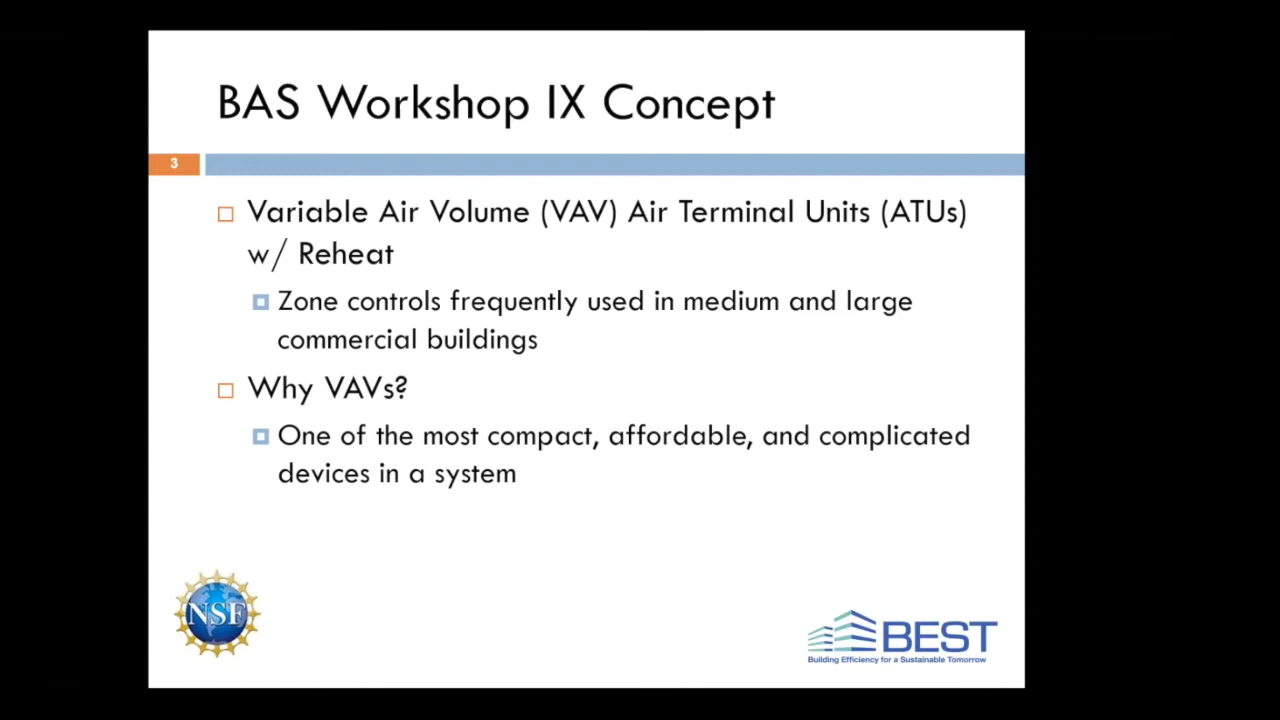 BAS Workshop IX Concept
3
Variable Air Volume (VAV) Air Terminal Units (ATUs)
w/ Reheat
Zone controls frequently used in medium and large
commercial buildings
Why VAVs?
One of the most compact, affordable, and complicated
devices in a system
NSF
BEST
Building Efficiency for a Sustainable Tomorrow